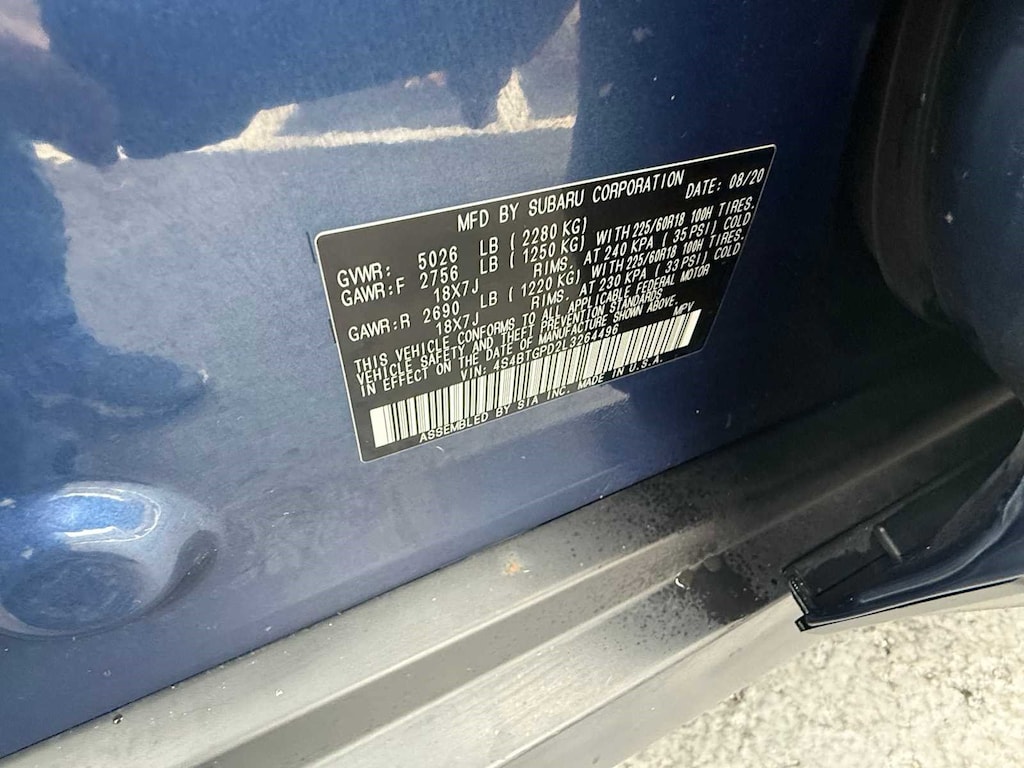 MFD BY SUBARU CORPORATION DATE: 08/20
GVWR: 5026 LB ( 2280 KG)
GAWR:F 2756 LB ( 1250 KG) WITH 225/60R18 100H TIRES.
18X7J RIMS. AT 240 KPA ( 35 PSI) COLD
GAWR:R 2690 LB ( 1220 KG) WITH 225/60R18 100H TIRES.
18X7J RIMS. AT 230 KPA ( 33 PSI) COLD.
THIS VEHICLE CONFORMS TO ALL APPLICABLE FEDERAL MOTOR
VEHICLE SAFETY AND THEFT PREVENTION STANDARDS
IN EFFECT ON THE DATE OF MANUFACTURE SHOWN ABOVE.
VIN: 4S4BTGPD2L3264496 MPV
ASSEMBLED BY SIA INC. MADE IN U.S.A.